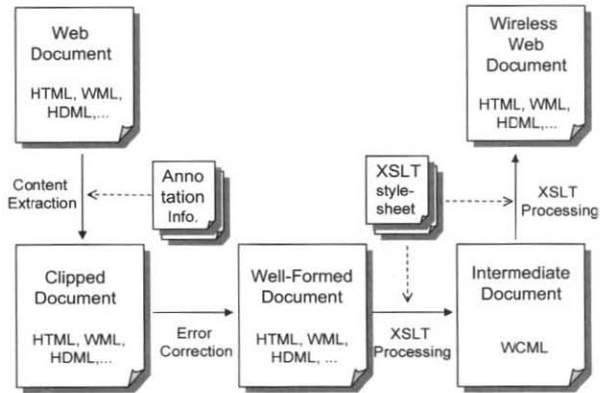 Web
Document
HTML, WML,
HDML,...
Wireless
Web
Document
HTML, WML,
HDML,...
Content
Extraction
Anno
tation
Info.
XSLT
style-
sheet
XSLT
Processing
Clipped
Document
HTML, WML,
HDML,...
Error
Correction
Well-Formed
Document
HTML, WML,
HDML, ...
XSLT
Processing
Intermediate
Document
WCML